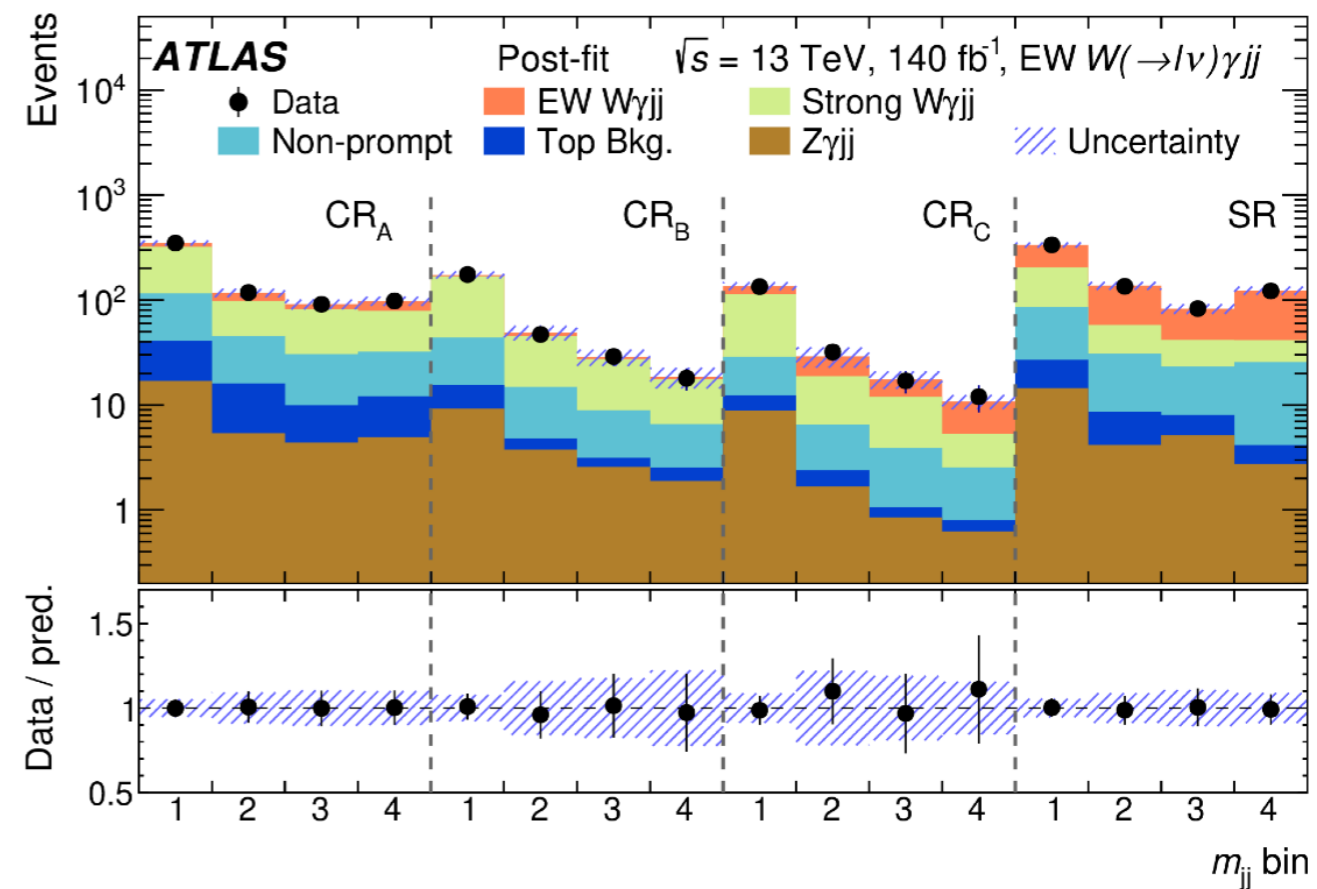 Events
ATLAS Post-fit √s = 13 TeV, 140 fb⁻¹, EW W(→lν)γjj
Data EW Wγjj Strong Wγjj
Non-prompt Top Bkg. Zγjj Uncertainty
10⁴
10³
10²
10
1
CR_A CR_B CR_C SR
Data / pred.
1.5
1
0.5
1 2 3 4 1 2 3 4 1 2 3 4 1 2 3 4
m_jj bin